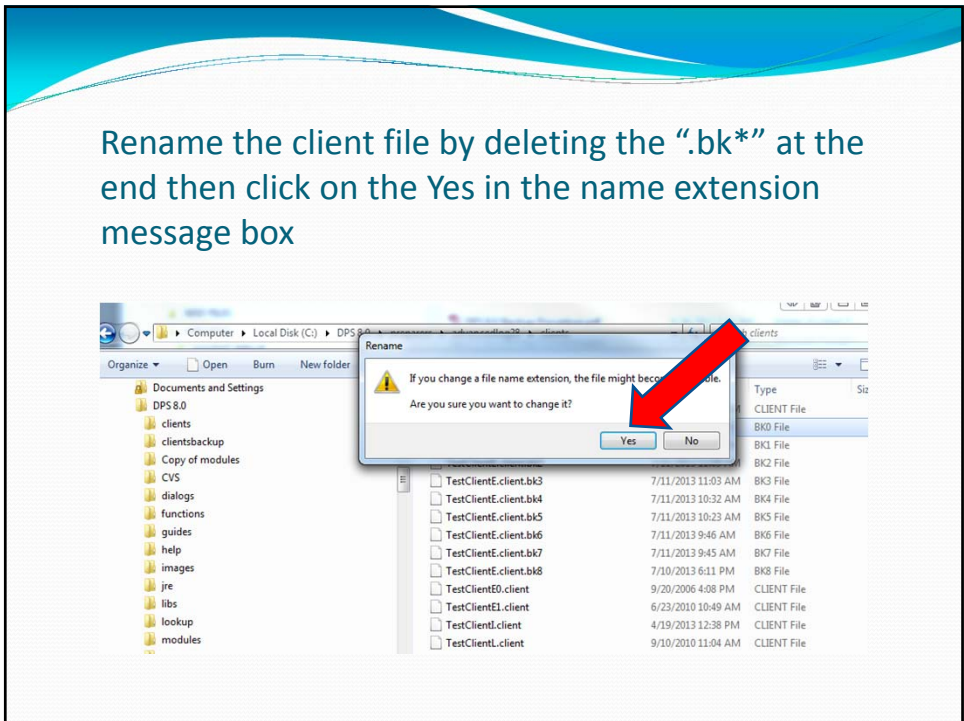 Rename the client file by deleting the “.bk*” at the
end then click on the Yes in the name extension
message box
Computer Local Disk (C:) DPS 8.0 clients
clients
Organize Open Burn New folder
Rename
If you change a file name extension, the file might
Are you sure you want to change it?
Yes No
Documents and Settings
DPS 8.0
clients
clientsbackup
Copy of modules
CVS
dialogs
functions
guides
help
images
jre
libs
lookup
modules
Type
CLIENT File
BK0 File
BK1 File
BK2 File
TestClientE.client.bk3 7/11/2013 11:03 AM BK3 File
TestClientE.client.bk4 7/11/2013 10:32 AM BK4 File
TestClientE.client.bk5 7/11/2013 10:23 AM BK5 File
TestClientE.client.bk6 7/11/2013 9:46 AM BK6 File
TestClientE.client.bk7 7/11/2013 9:45 AM BK7 File
TestClientE.client.bk8 7/10/2013 6:11 PM BK8 File
TestClientE0.client 9/20/2006 4:08 PM CLIENT File
TestClientE1.client 6/23/2010 10:49 AM CLIENT File
TestClientI.client 4/19/2013 12:38 PM CLIENT File
TestClientL.client 9/10/2010 11:04 AM CLIENT File